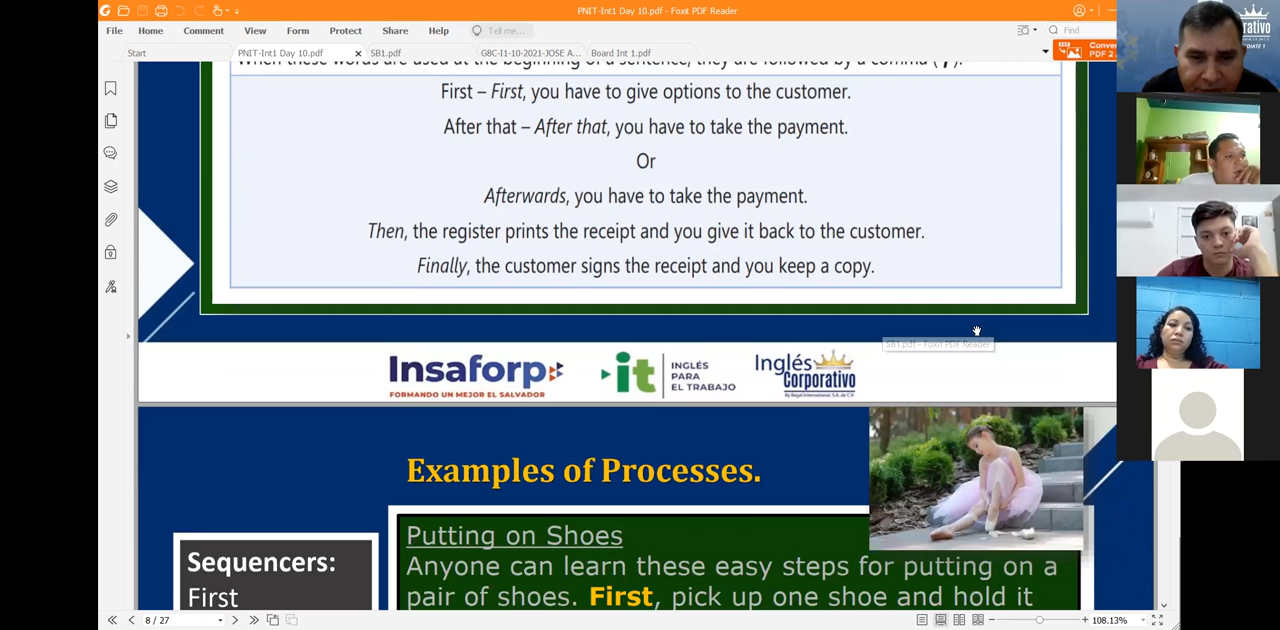 PNIT-Int1 Day 10.pdf - Foxit PDF Reader
File Home Comment View Form Protect Share Help Tell me... Find
Start PNIT-Int1 Day 10.pdf SB1.pdf G8C-I1-10-2021-JOSE A... Board Int 1.pdf Conver
PDF 2
When these words are used at the beginning of a sentence, they are followed by a comma ( , ).
First – First, you have to give options to the customer.
After that – After that, you have to take the payment.
Or
Afterwards, you have to take the payment.
Then, the register prints the receipt and you give it back to the customer.
Finally, the customer signs the receipt and you keep a copy.
SB1.pdf - Foxit PDF Reader
Insaforp
FORMANDO UN MEJOR EL SALVADOR
it
INGLÉS
PARA
EL TRABAJO
Inglés
Corporativo
By Regal International, S.A. de C.V
Examples of Processes.
Sequencers:
First
Putting on Shoes
Anyone can learn these easy steps for putting on a
pair of shoes. First, pick up one shoe and hold it
8 / 27
108.13%